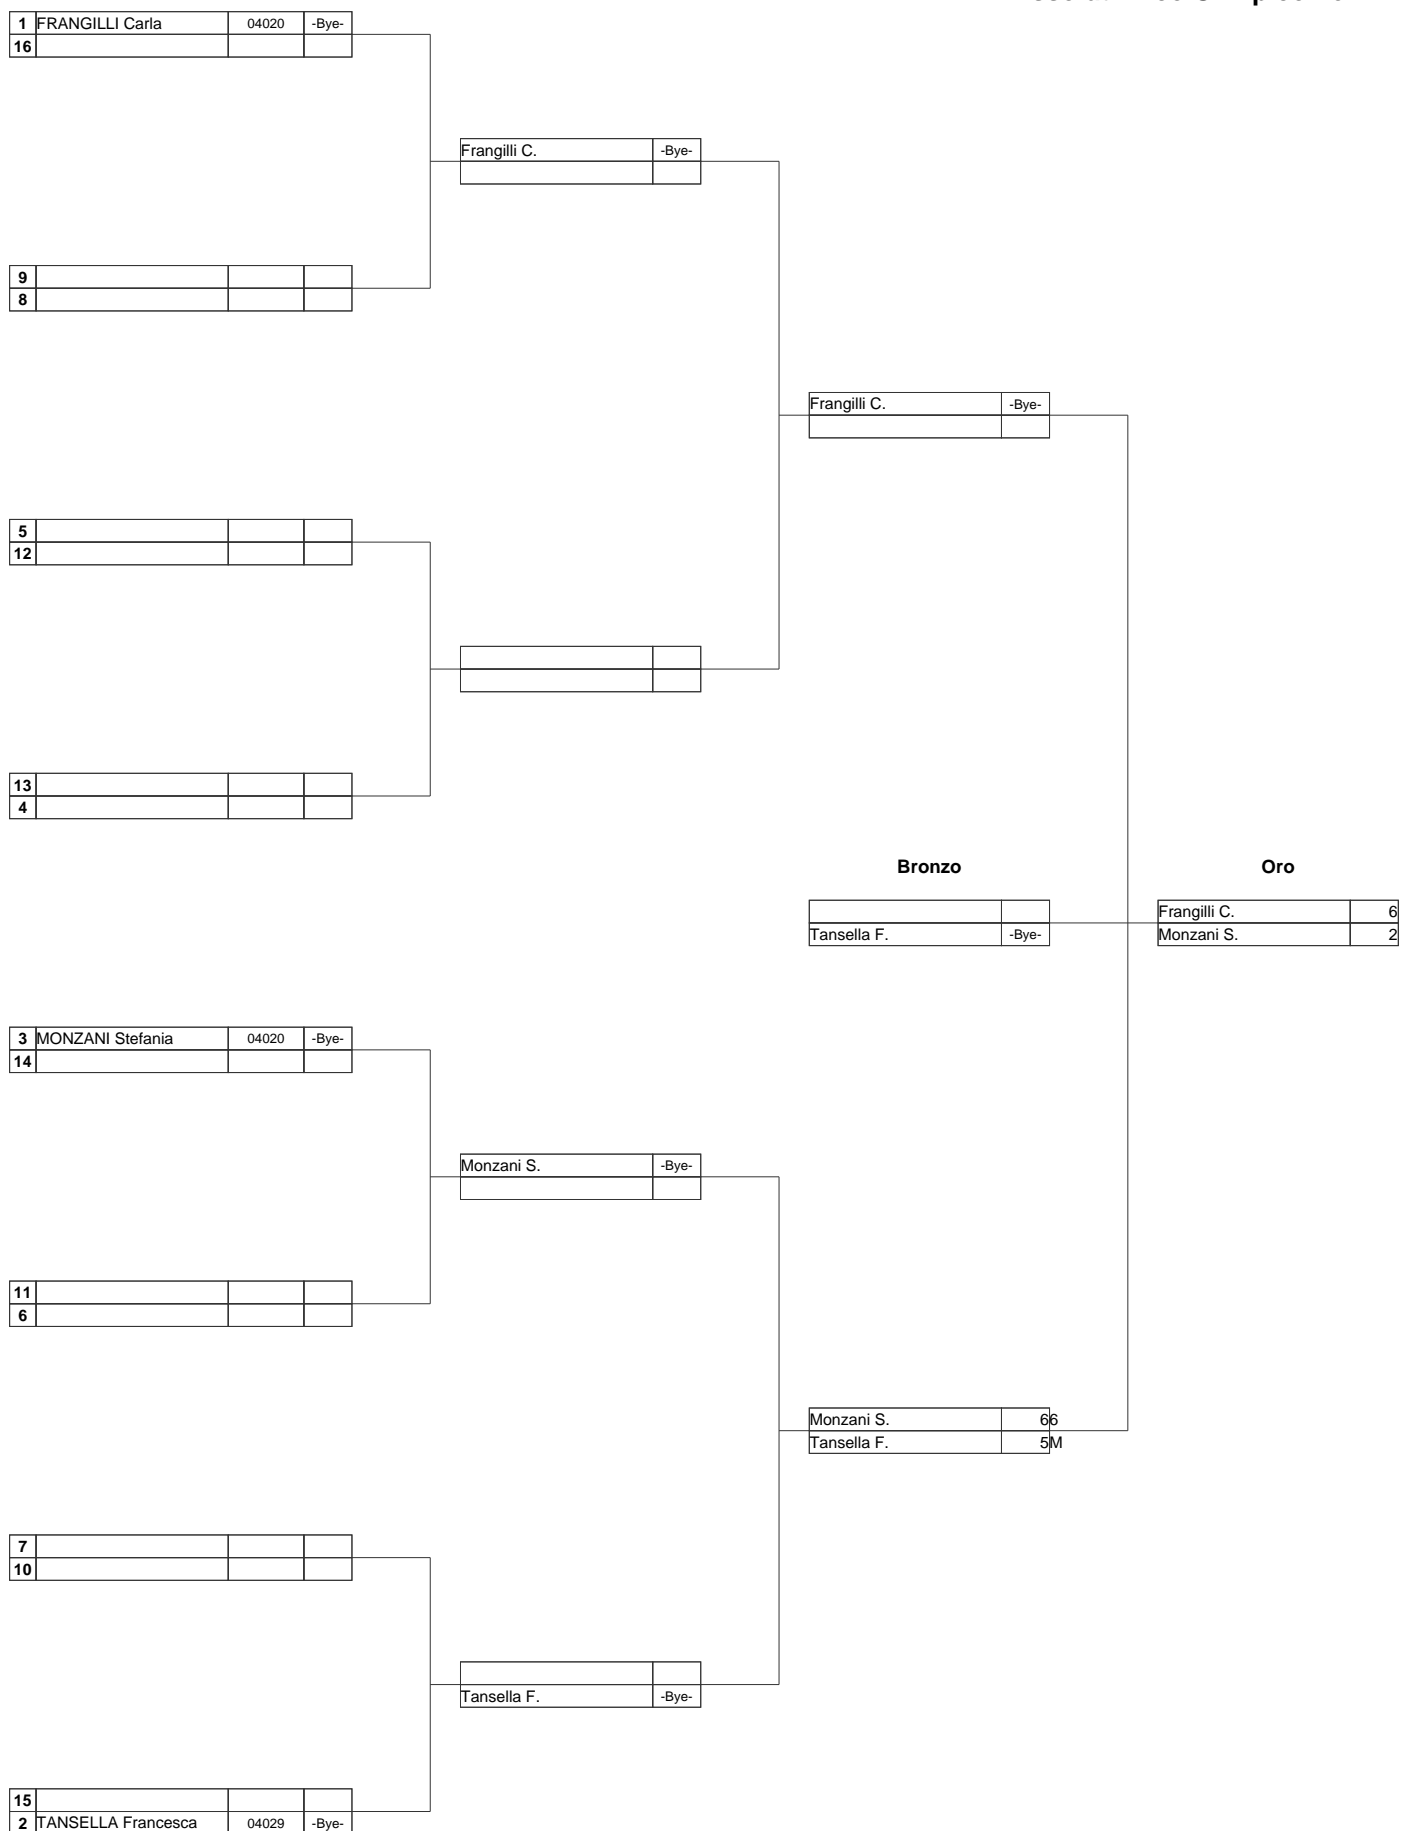 1 FRANGILLI Carla 04020 -Bye-
16
Frangilli C. -Bye-
9
8
Frangilli C. -Bye-
5
12
13
4
Bronzo Oro
Frangilli C. 6
Tansella F. -Bye- Monzani S. 2
3 MONZANI Stefania 04020 -Bye-
14
Monzani S. -Bye-
11
6
Monzani S. 66
Tansella F. 5M
7
10
Tansella F. -Bye-
15
2 TANSELLA Francesca 04029 -Bye-